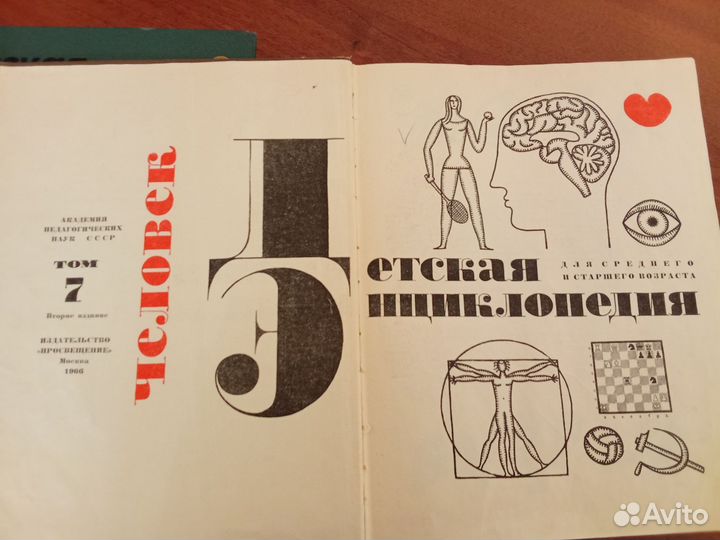 АКАДЕМИЯ
ПЕДАГОГИЧЕСКИХ
НАУК СССР
ТОМ
7
Второе издание
ИЗДАТЕЛЬСТВО
«ПРОСВЕЩЕНИЕ»
Москва
1966
человек
Детская
Энциклопедия
ДЛЯ СРЕДНЕГО
И СТАРШЕГО ВОЗРАСТА
Avito